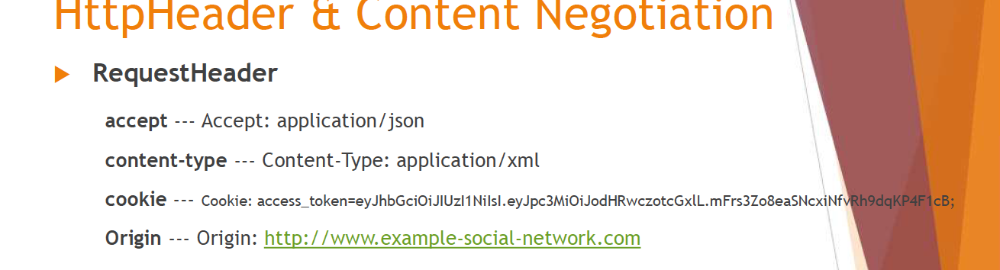 HttpHeader & Content Negotiation
RequestHeader
accept --- Accept: application/json
content-type --- Content-Type: application/xml
cookie --- Cookie: access_token=eyJhbGciOiJIUzI1NiIsI.eyJpc3MiOiJodHRwczotcGxlL.mFrs3Zo8eaSNcxiNfvRh9dqKP4F1cB;
Origin --- Origin: http://www.example-social-network.com